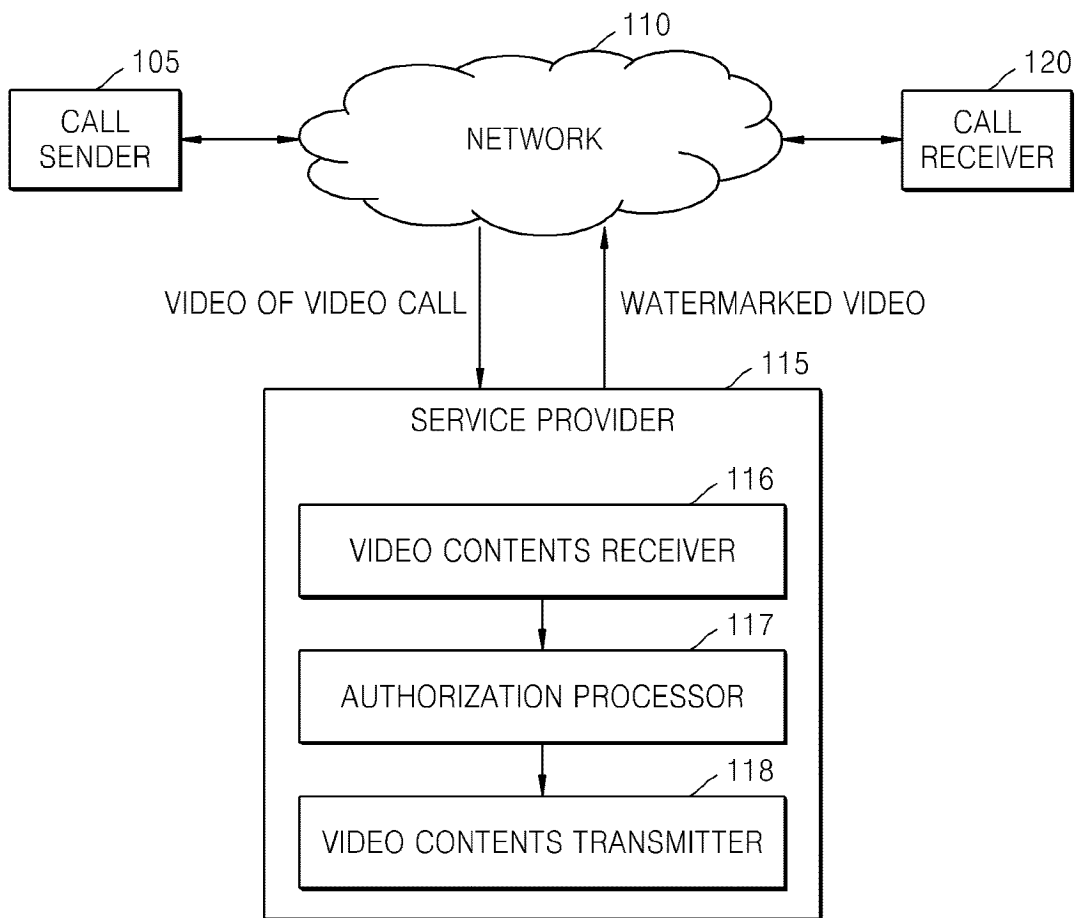 110
105
120
CALL
SENDER
NETWORK
CALL
RECEIVER
VIDEO OF VIDEO CALL
WATERMARKED VIDEO
115
SERVICE PROVIDER
116
VIDEO CONTENTS RECEIVER
117
AUTHORIZATION PROCESSOR
118
VIDEO CONTENTS TRANSMITTER